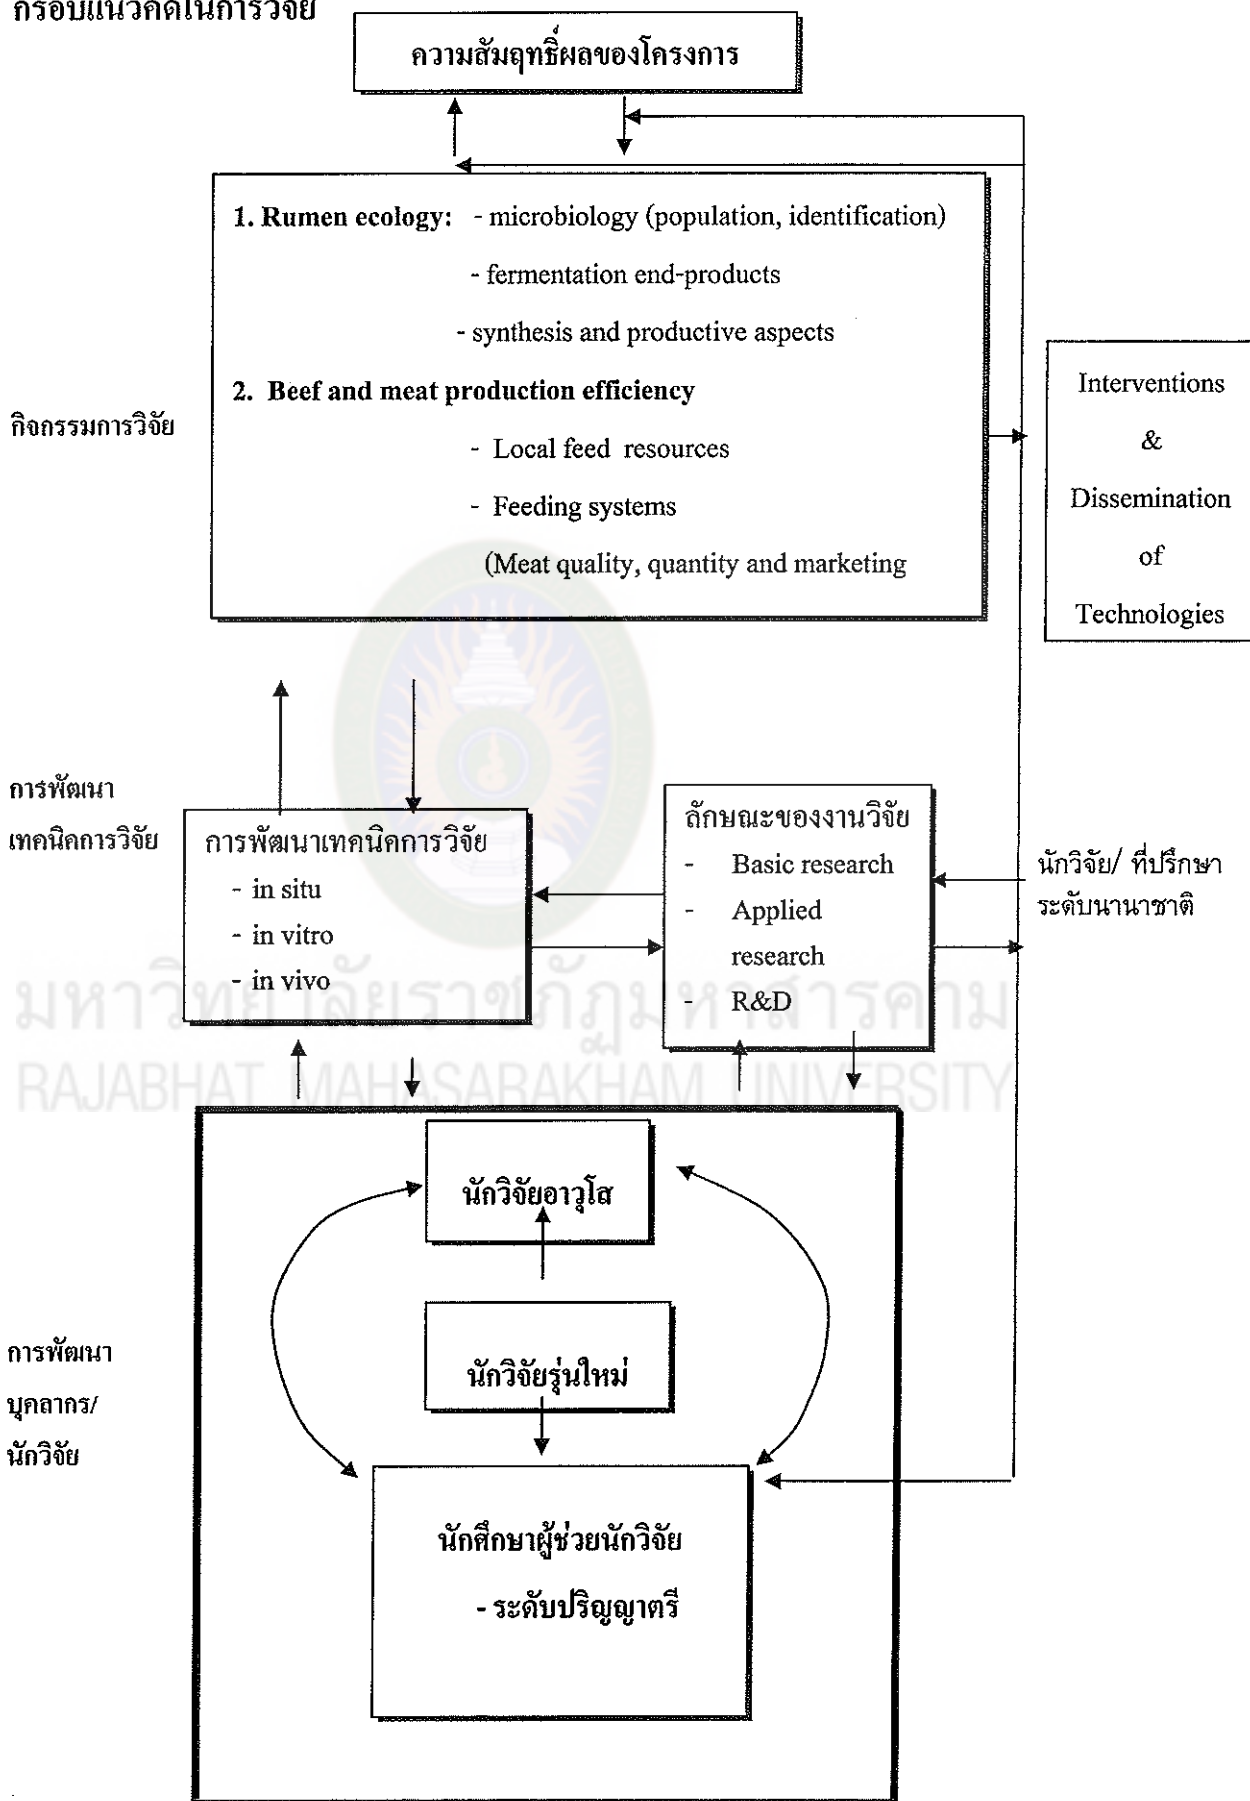 กรอบแนวคิดในการวิจัย
ความสัมฤทธิ์ผลของโครงการ
1. Rumen ecology: - microbiology (population, identification)
- fermentation end-products
- synthesis and productive aspects
2. Beef and meat production efficiency
- Local feed resources
- Feeding systems
(Meat quality, quantity and marketing
กิจกรรมการวิจัย
Interventions
&
Dissemination
of
Technologies
การพัฒนา
เทคนิคการวิจัย
การพัฒนาเทคนิคการวิจัย
- in situ
- in vitro
- in vivo
ลักษณะของงานวิจัย
- Basic research
- Applied
research
- R&D
นักวิจัย/ ที่ปรึกษา
ระดับนานาชาติ
มหาวิทยาลัยราชภัฏมหาสารคาม
RAJABHAT MAHASARAKHAM UNIVERSITY
นักวิจัยอาวุโส
นักวิจัยรุ่นใหม่
การพัฒนา
บุคลากร/
นักวิจัย
นักศึกษาผู้ช่วยนักวิจัย
- ระดับปริญญาตรี